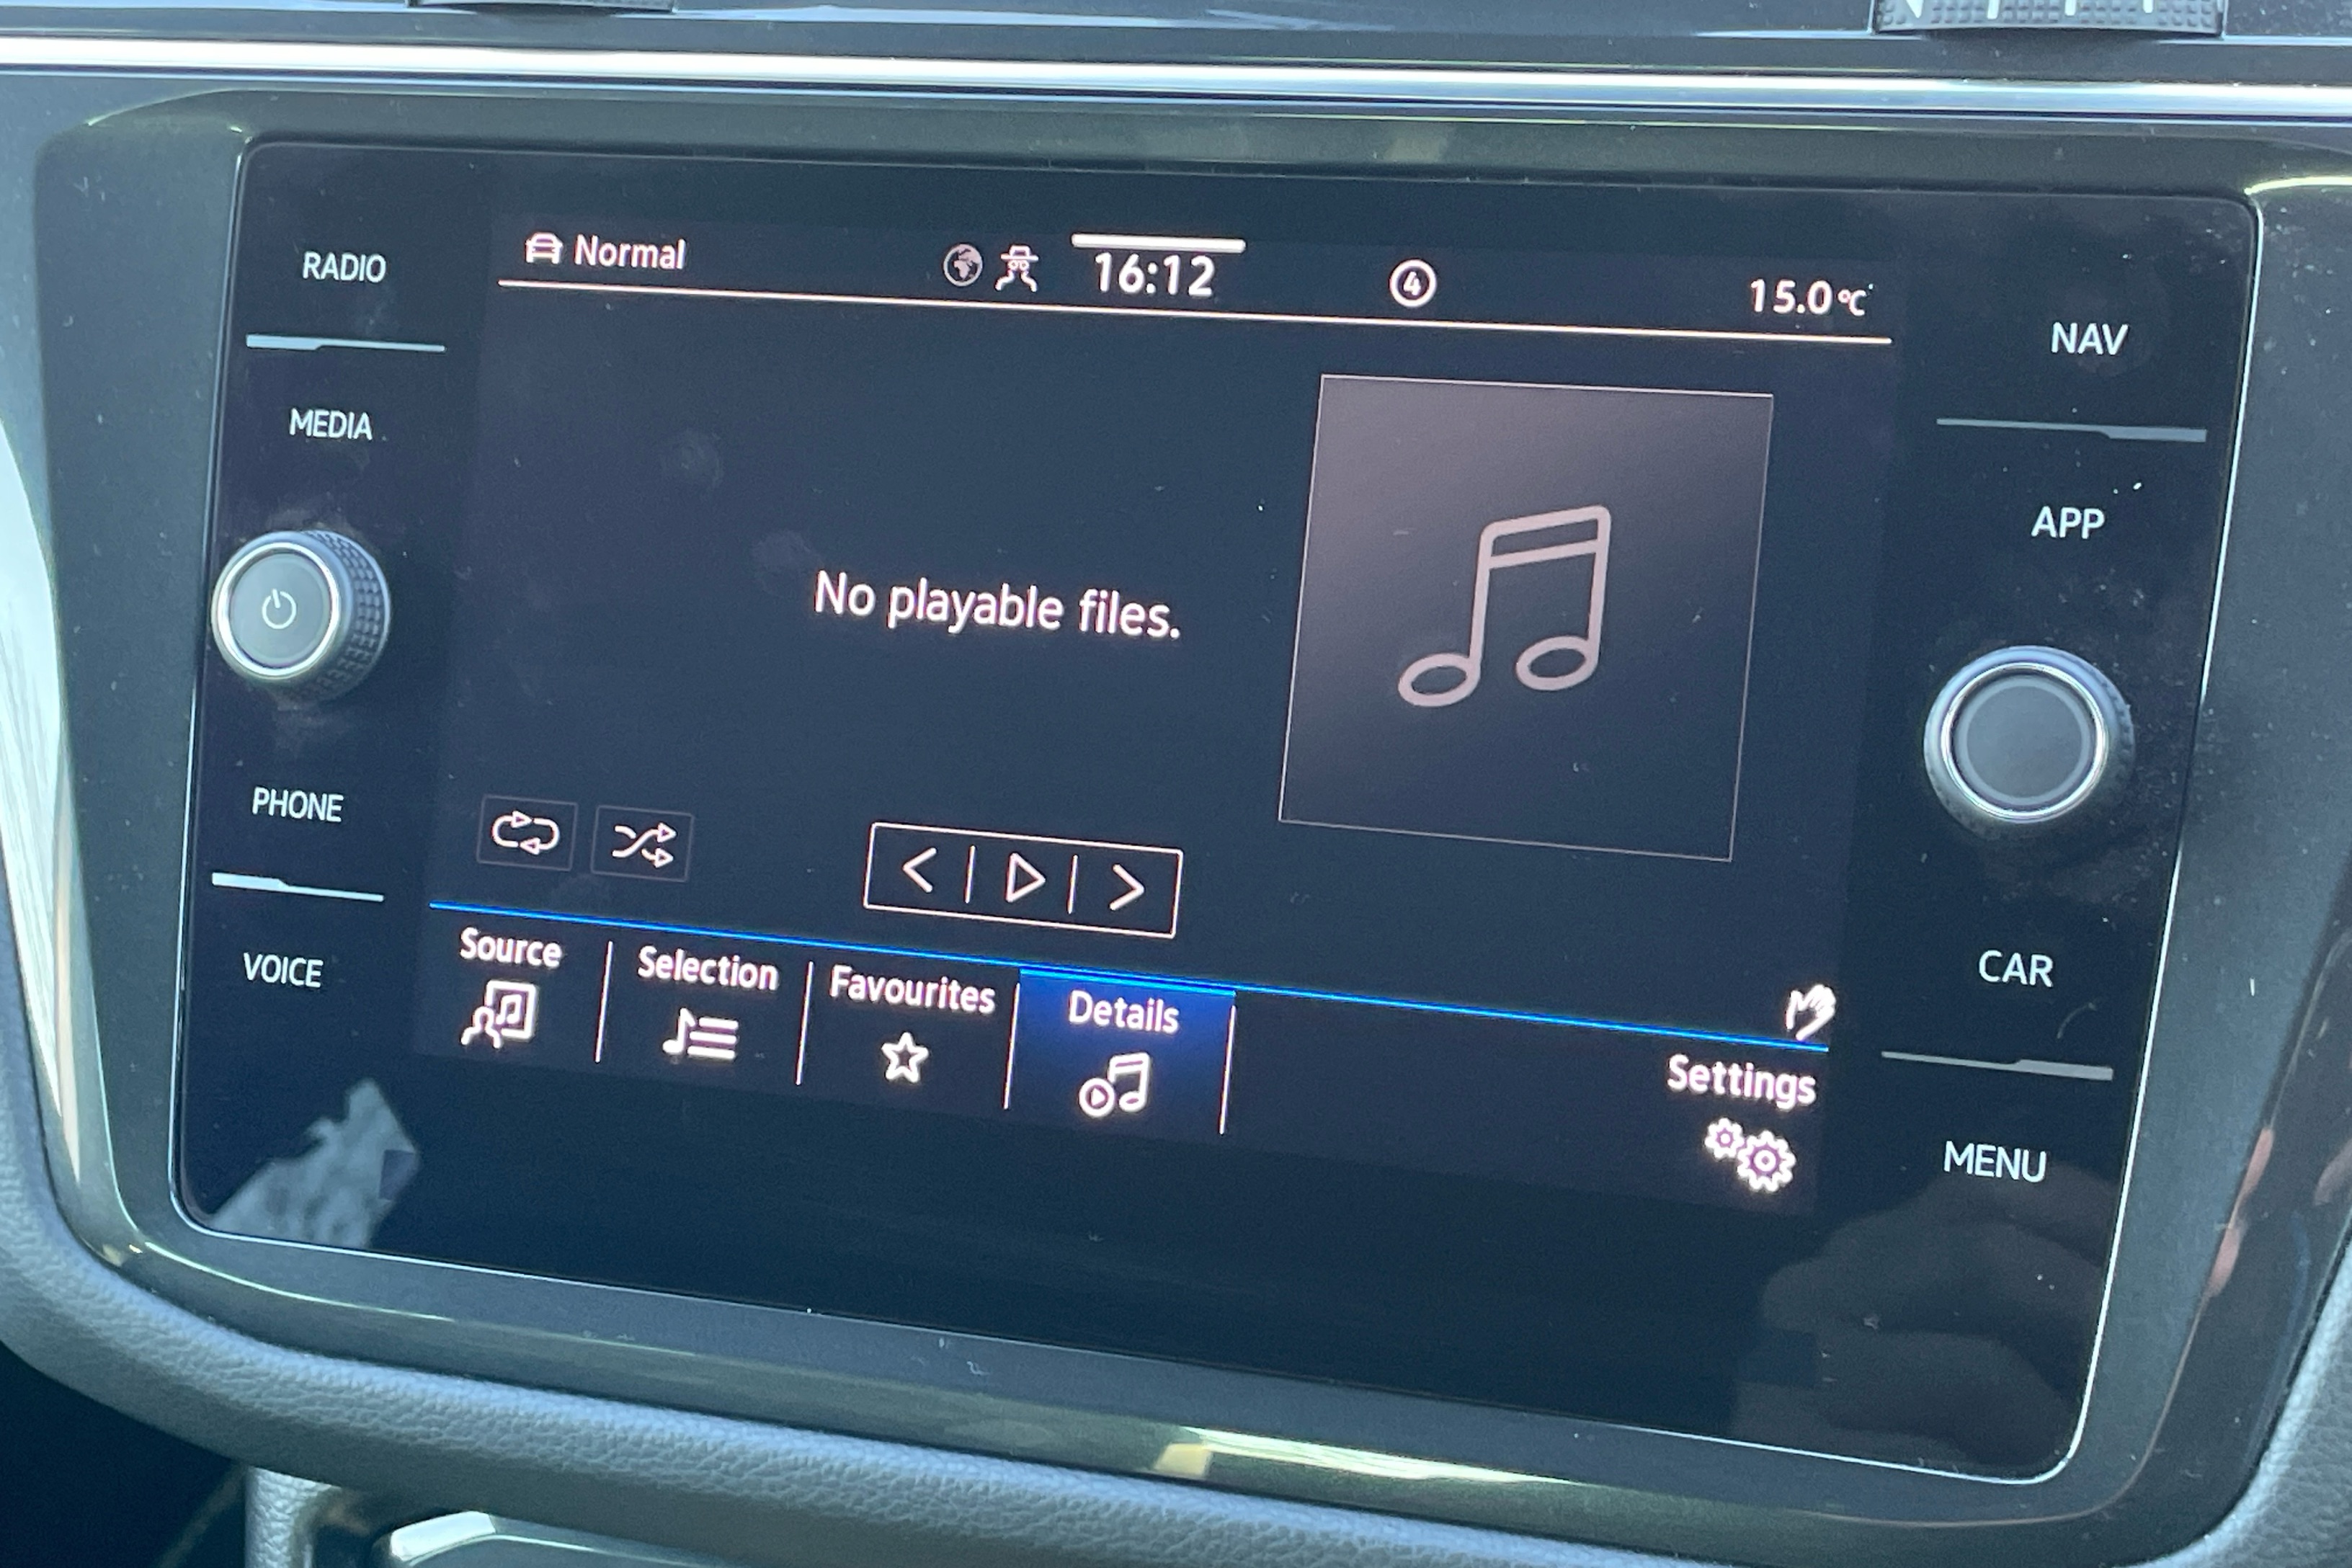 RADIO
MEDIA
PHONE
VOICE
Normal
16:12
4
15.0°C
No playable files.
Source
Selection
Favourites
Details
Settings
NAV
APP
CAR
MENU